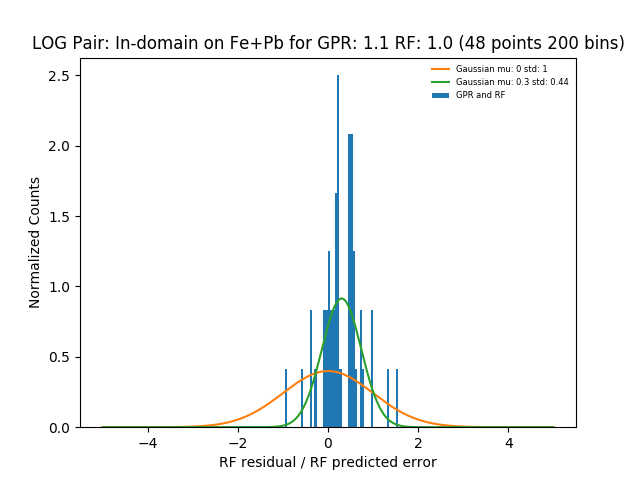 LOG Pair: In-domain on Fe+Pb for GPR: 1.1 RF: 1.0 (48 points 200 bins)
Gaussian mu: 0 std: 1
Gaussian mu: 0.3 std: 0.44
GPR and RF
Normalized Counts
2.5
2.0
1.5
1.0
0.5
0.0
−4 −2 0 2 4
RF residual / RF predicted error